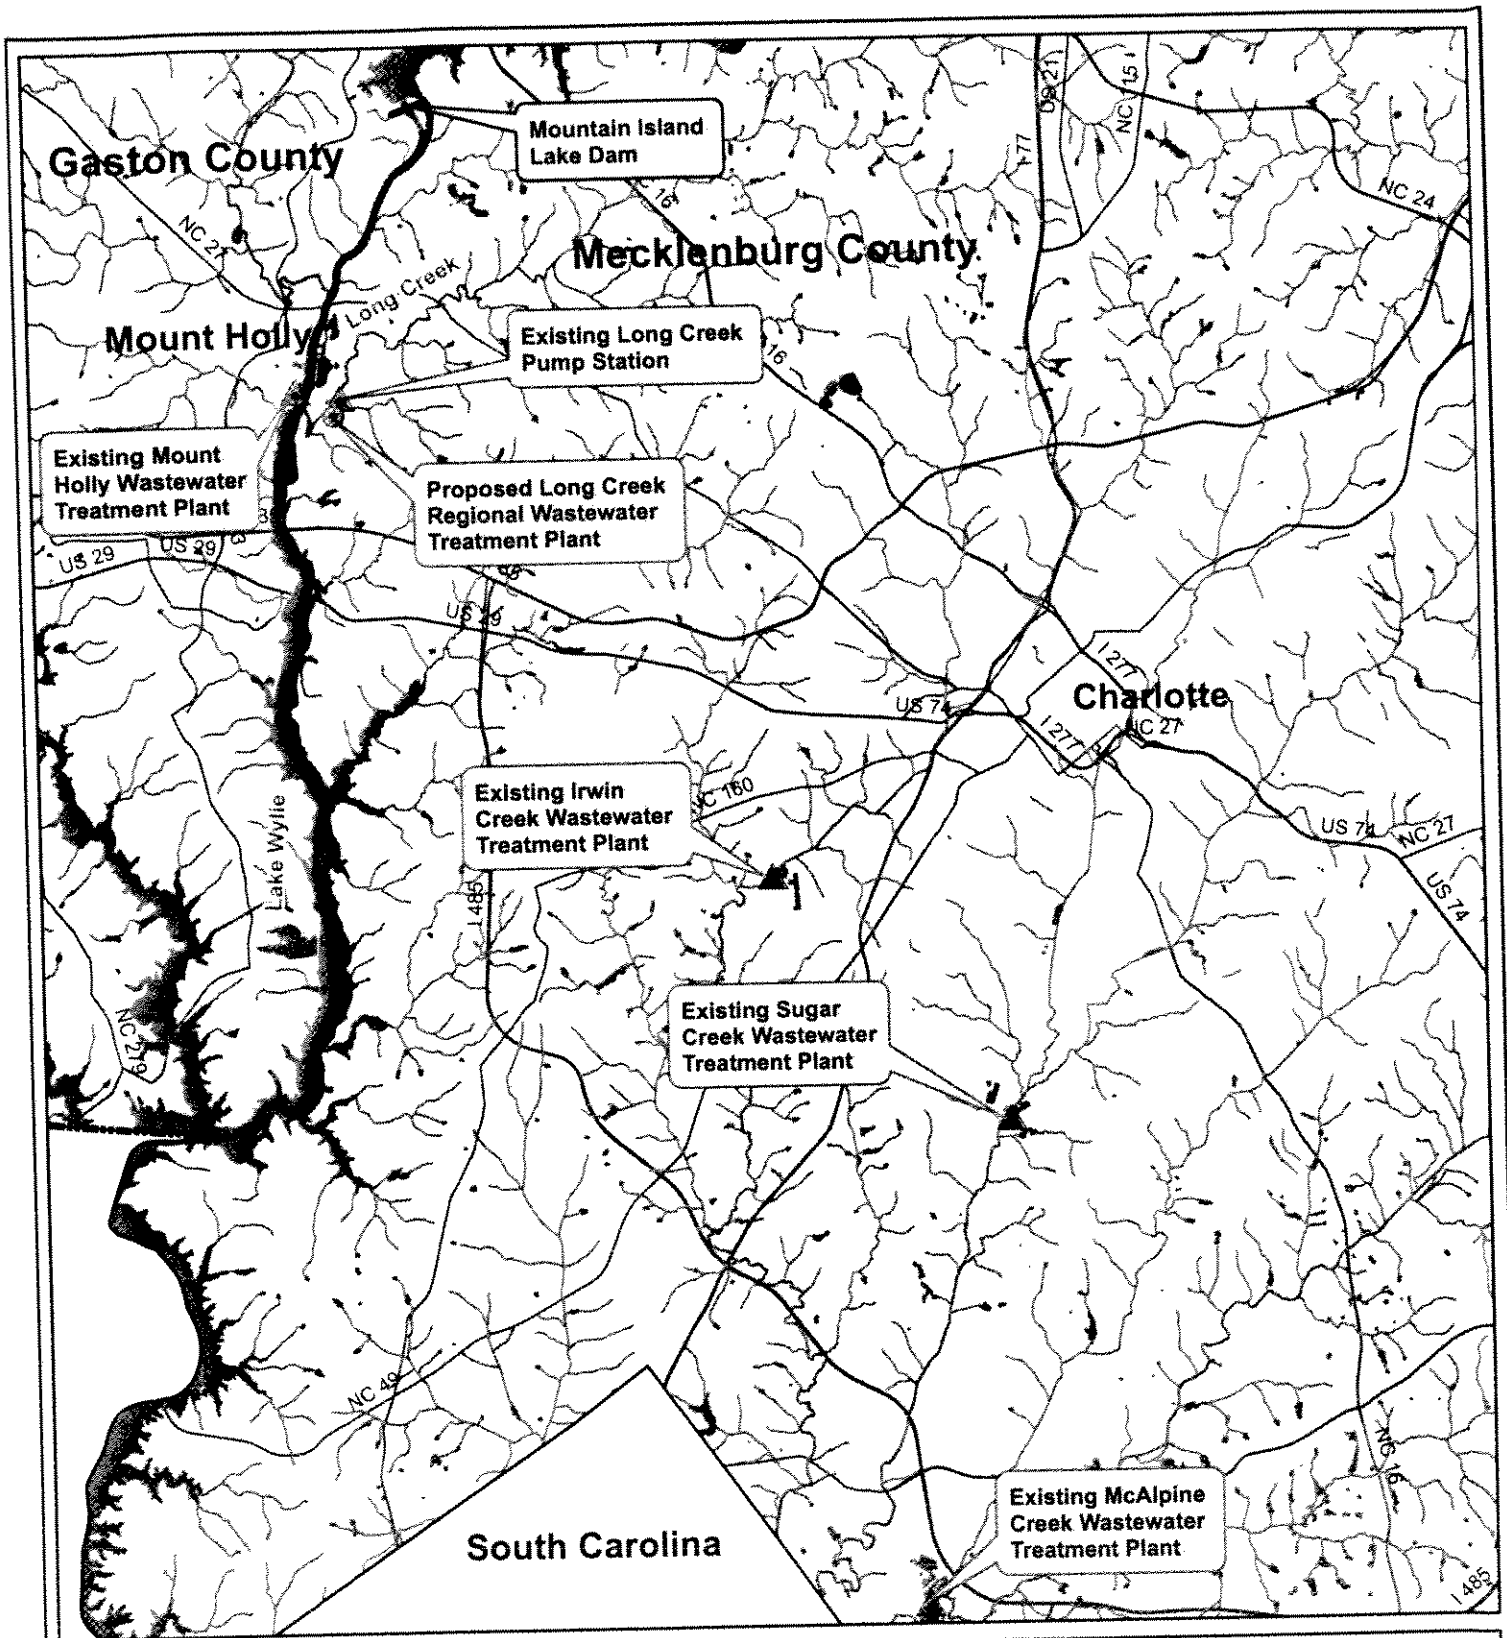 US 21
NC 115
I 77
Mountain Island
Lake Dam
Gaston County
16
NC 24
NC 27
Mecklenburg County
Long Creek
Mount Holly
Existing Long Creek
Pump Station
16
Existing Mount
Holly Wastewater
Treatment Plant
Proposed Long Creek
Regional Wastewater
Treatment Plant
US 29
US 29
US 29
I 277
Charlotte
US 74
I 277
NC 27
Existing Irwin
Creek Wastewater
Treatment Plant
NC 160
Lake Wylie
US 74
NC 27
US 74
I 485
Existing Sugar
Creek Wastewater
Treatment Plant
NC 279
NC 49
NC 16
Existing McAlpine
Creek Wastewater
Treatment Plant
South Carolina
I 485